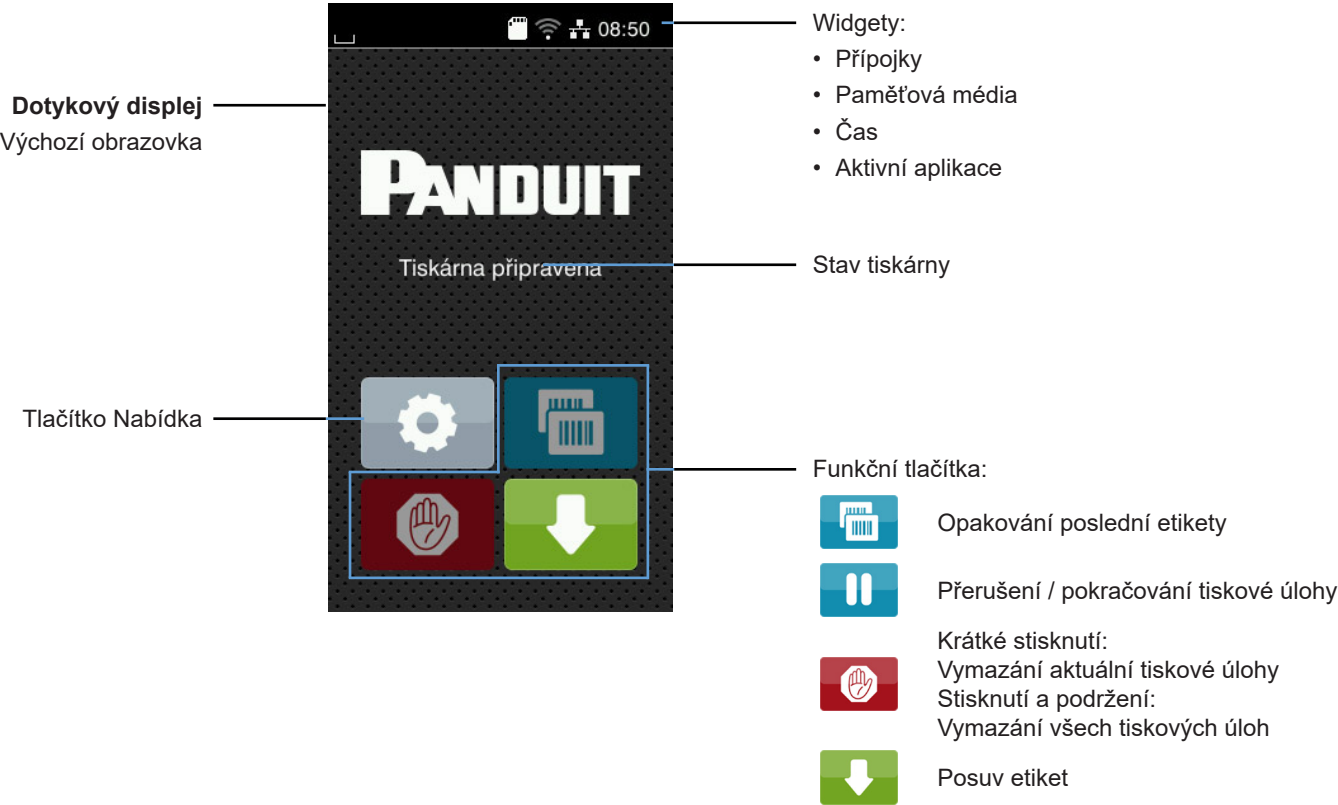 08:50
Dotykový displej
Výchozí obrazovka
PANDUIT
Tiskárna připravena
Tlačítko Nabídka
Widgety:
• Přípojky
• Paměťová média
• Čas
• Aktivní aplikace
Stav tiskárny
Funkční tlačítka:
Opakování poslední etikety
Přerušení / pokračování tiskové úlohy
Krátké stisknutí:
Vymazání aktuální tiskové úlohy
Stisknutí a podržení:
Vymazání všech tiskových úloh
Posuv etiket